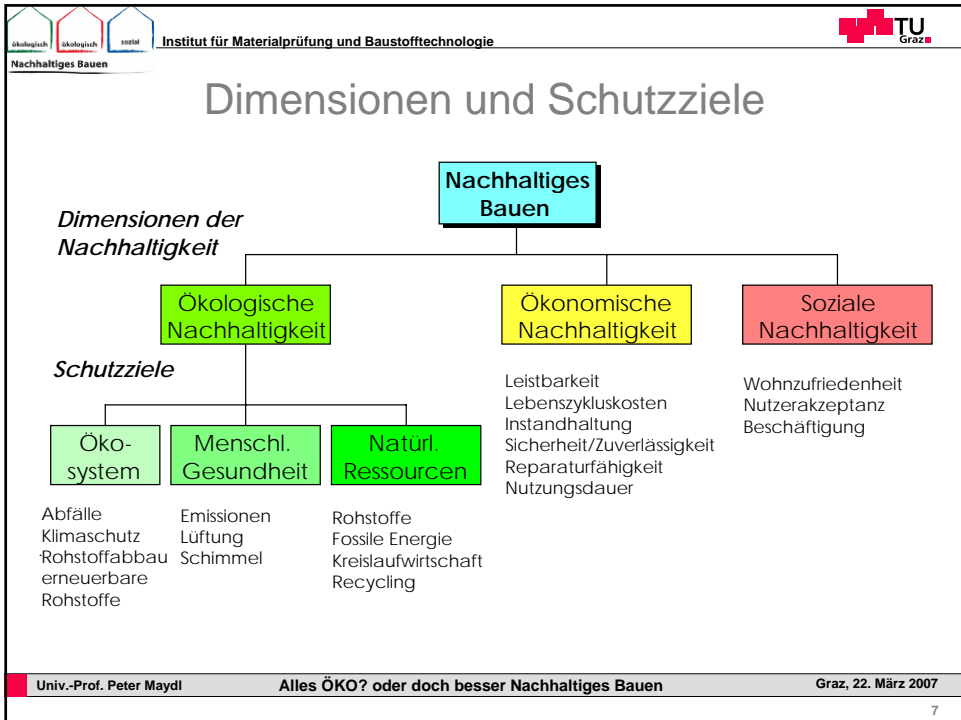 ökologisch ökologisch sozial
Institut für Materialprüfung und Baustofftechnologie
TU
Graz
Nachhaltiges Bauen
Dimensionen und Schutzziele
Nachhaltiges
Bauen
Dimensionen der
Nachhaltigkeit
Ökologische
Nachhaltigkeit
Ökonomische
Nachhaltigkeit
Soziale
Nachhaltigkeit
Schutzziele
Öko-
system
Menschl.
Gesundheit
Natürl.
Ressourcen
Leistbarkeit
Lebenszykluskosten
Instandhaltung
Sicherheit/Zuverlässigkeit
Reparaturfähigkeit
Nutzungsdauer
Wohnzufriedenheit
Nutzerakzeptanz
Beschäftigung
Abfälle
Klimaschutz
-Rohstoffabbau
erneuerbare
Rohstoffe
Emissionen
Lüftung
Schimmel
Rohstoffe
Fossile Energie
Kreislaufwirtschaft
Recycling
Univ.-Prof. Peter Maydl
Alles ÖKO? oder doch besser Nachhaltiges Bauen
Graz, 22. März 2007
7